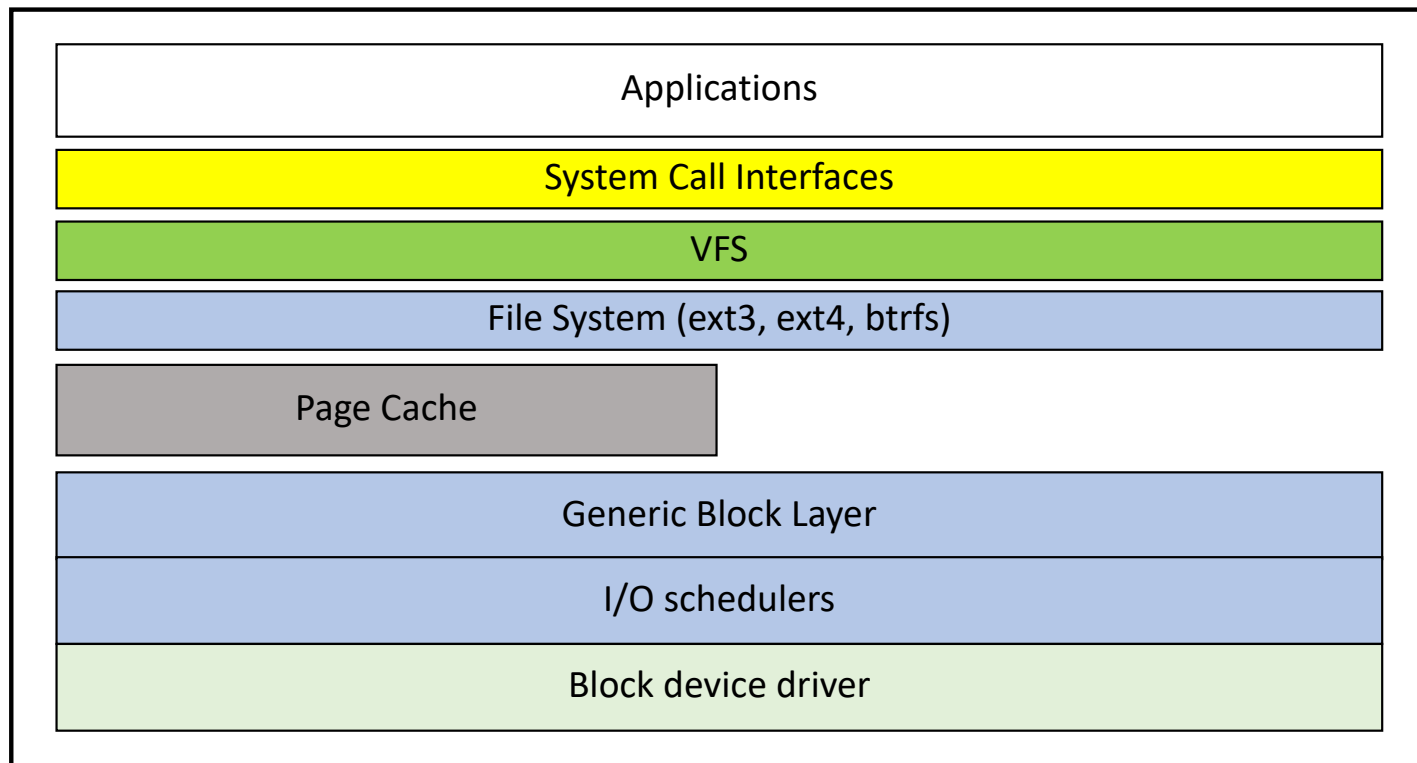 Applications
System Call Interfaces
VFS
File System (ext3, ext4, btrfs)
Page Cache
Generic Block Layer
I/O schedulers
Block device driver